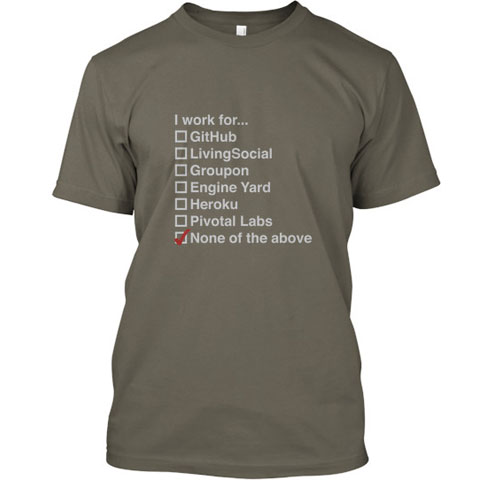 I work for...
GitHub
LivingSocial
Groupon
Engine Yard
Heroku
Pivotal Labs
None of the above